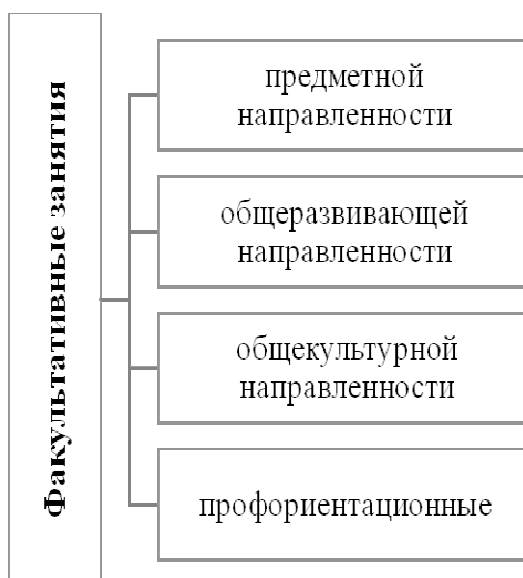 Факультативные занятия
предметной
направленности
общеразвивающей
направленности
общекультурной
направленности
профориентационные